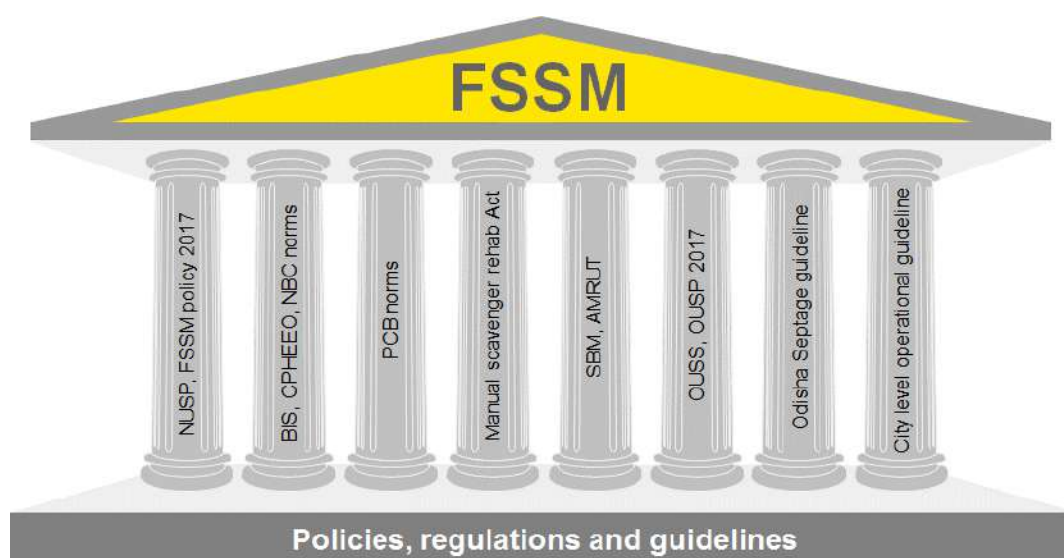 FSSM
NUSP, FSSM policy 2017
BIS, CPHEEO, NBC norms
PCB norms
Manual scavenger rehab Act
SBM, AMRUT
OUSS, OUSP 2017
Odisha Septage guideline
City level operational guideline
Policies, regulations and guidelines